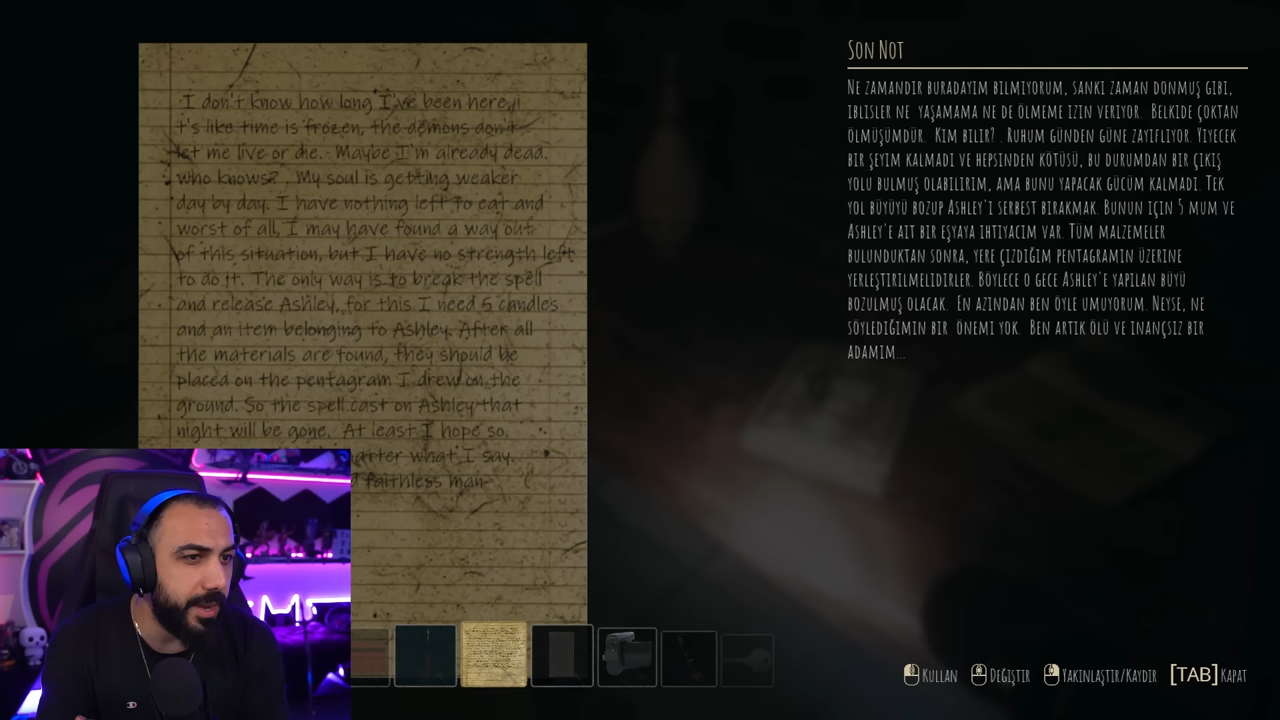 I don't know how long I've been here, i
t's like time is frozen, the demons don't
let me live or die. Maybe I'm already dead.
who knows? . My soul is getting weaker
day by day. I have nothing left to eat and
worst of all, I may have found a way out
of this situation, but I have no strength left
to do it. The only way is to break the spell
and release Ashley, for this I need 5 candles
and an item belonging to Ashley. After all
the materials are found, they should be
placed on the pentagram I drew on the
ground. So the spell cast on Ashley that
night will be gone. At least I hope so.
what I say.
faithless man
Son Not
Ne zamandır buradayım bilmiyorum, sanki zaman donmuş gibi,
iblisler ne yaşamama ne de ölmeme izin veriyor. Belkide çoktan
ölmüşümdür. Kim bilir? . Ruhum günden güne zayıflıyor. Yiyecek
bir şeyim kalmadı ve hepsinden kötüsü, bu durumdan bir çıkış
yolu bulmuş olabilirim, ama bunu yapacak gücüm kalmadı. Tek
yol büyüyü bozup Ashley'i serbest bırakmak. Bunun için 5 mum ve
Ashley'e ait bir eşyaya ihtiyacım var. Tüm malzemeler
bulunduktan sonra, yere çizdiğim pentagramın üzerine
yerleştirilmelidirler. Böylece o gece Ashley'e yapılan büyü
bozulmuş olacak. En azından ben öyle umuyorum. Neyse, ne
söylediğimin bir önemi yok. Ben artık ölü ve inançsız bir
adamım...
Kullan Değiştir Yakınlaştır/Kaydır [TAB] Kapat